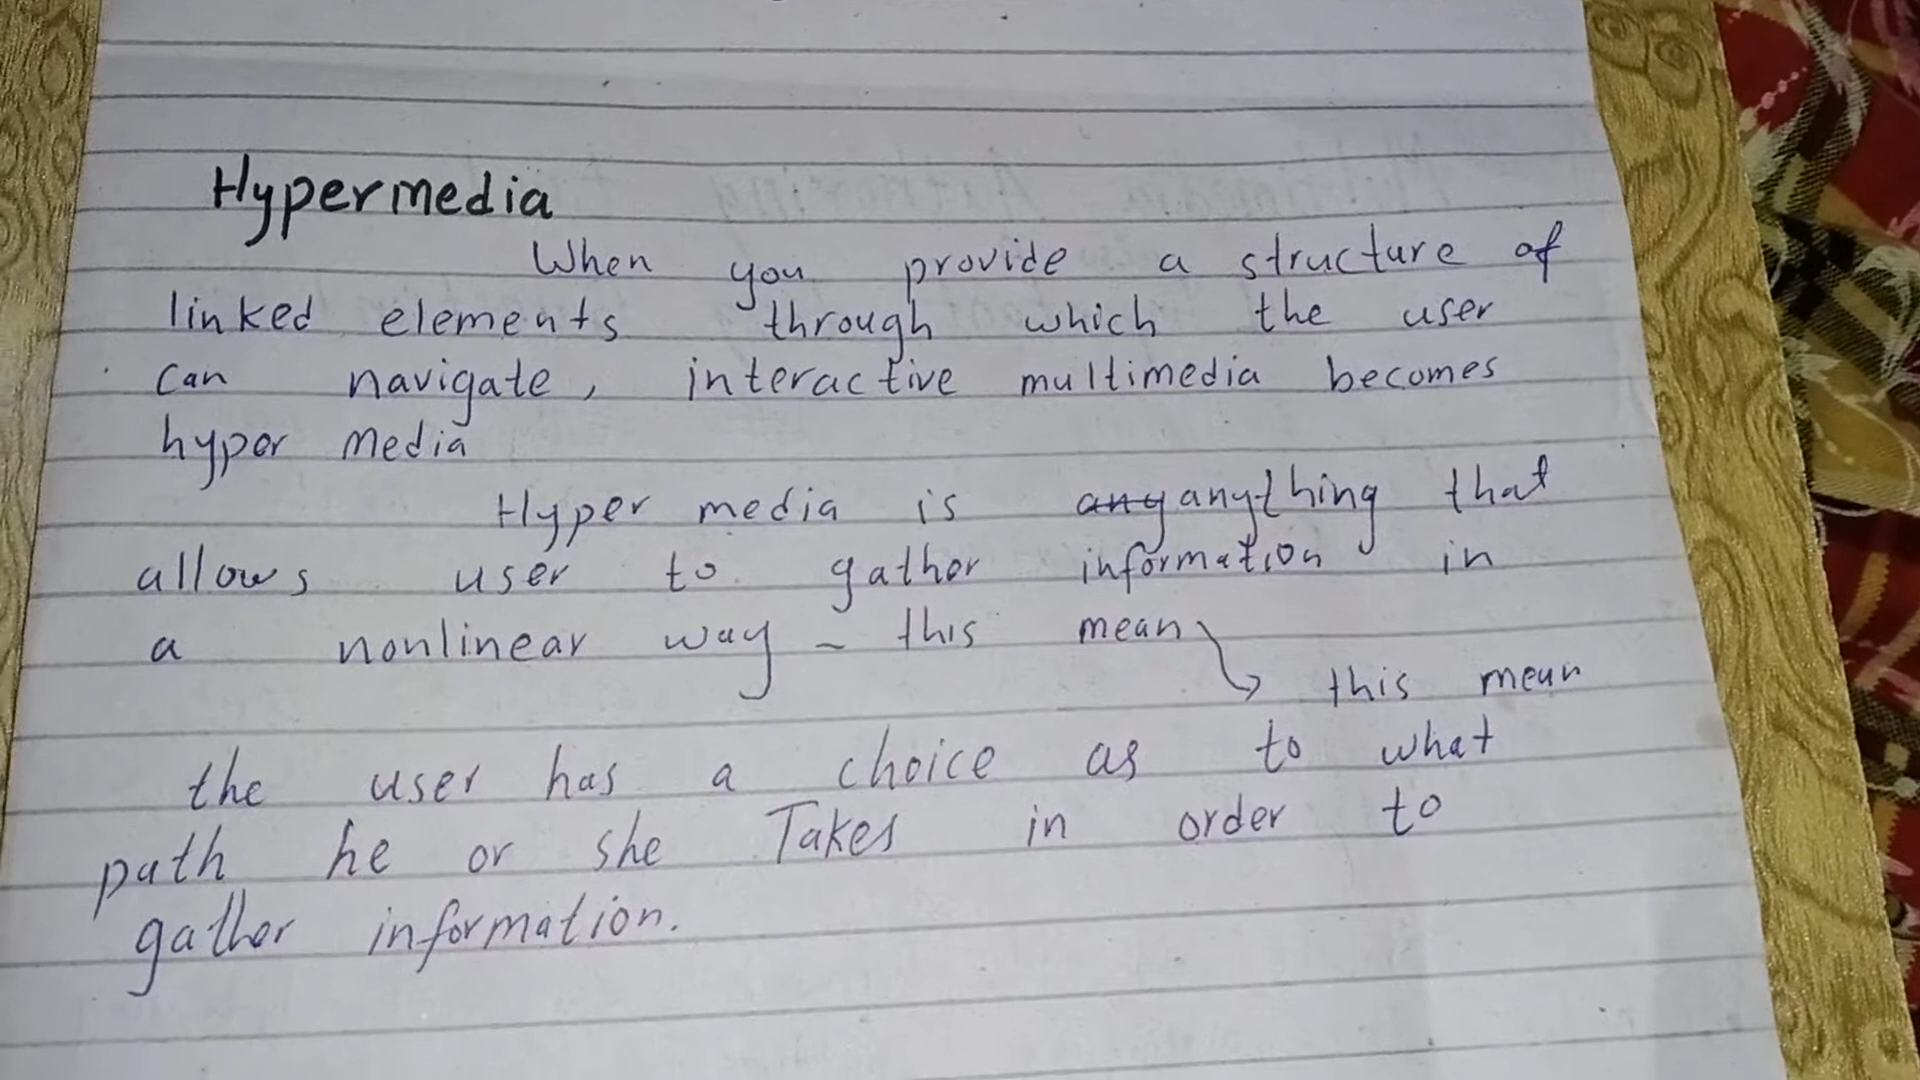 Hypermedia
When you provide a structure of
linked elements through which the user
can navigate, interactive multimedia becomes
hyper media
Hyper media is any anything that
allows user to gather information in
a nonlinear way - this mean
→ this mean
the user has a choice as to what
path he or she Takes in order to
gather information.